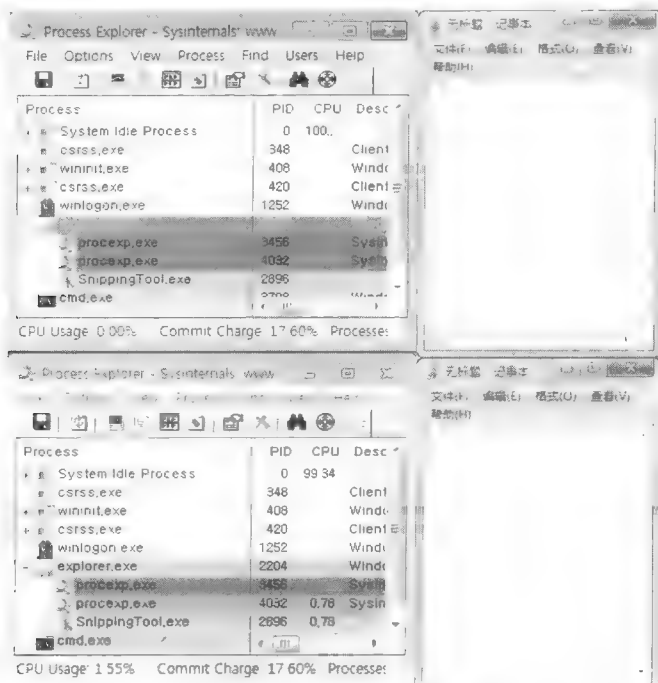 Process Explorer - Sysinternals: www
File Options View Process Find Users Help
Process PID CPU Desc
System Idle Process 0 100..
csrss.exe 348 Client
wininit.exe 408 Windo
csrss.exe 420 Client
winlogon.exe 1252 Windo
procexp.exe 3456 Sysin
procexp.exe 4032 Sysin
SnippingTool.exe 2896
cmd.exe 2708 Windo
CPU Usage: 0.00% Commit Charge: 17.60% Processes:
无标题 - 记事本
文件(F) 编辑(E) 格式(O) 查看(V)
帮助(H)
Process Explorer - Sysinternals: www
Process PID CPU Desc
System Idle Process 0 99.34
csrss.exe 348 Client
wininit.exe 408 Windo
csrss.exe 420 Client
winlogon.exe 1252 Windo
explorer.exe 2204 Windo
procexp.exe 3456 Sysin
procexp.exe 4032 0.78 Sysin
SnippingTool.exe 2896 0.78
cmd.exe
CPU Usage: 1.55% Commit Charge: 17.60% Processes:
无标题 - 记事本
文件(F) 编辑(E) 格式(O) 查看(V)
帮助(H)